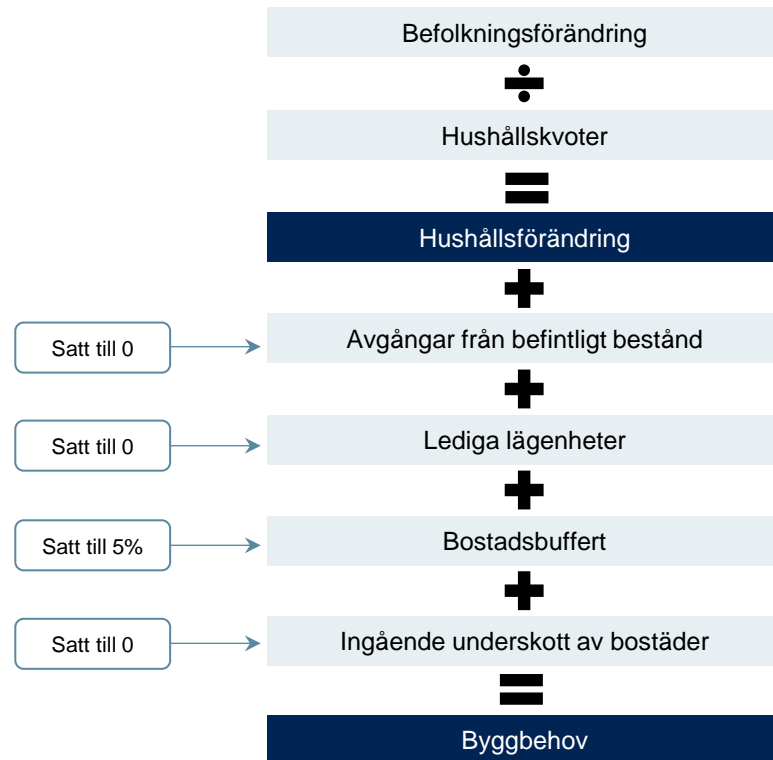 Befolkningsförändring
÷
Hushållskvoter
=
Hushållsförändring
+
Satt till 0
Avgångar från befintligt bestånd
+
Satt till 0
Lediga lägenheter
+
Satt till 5%
Bostadsbuffert
+
Satt till 0
Ingående underskott av bostäder
=
Byggbehov